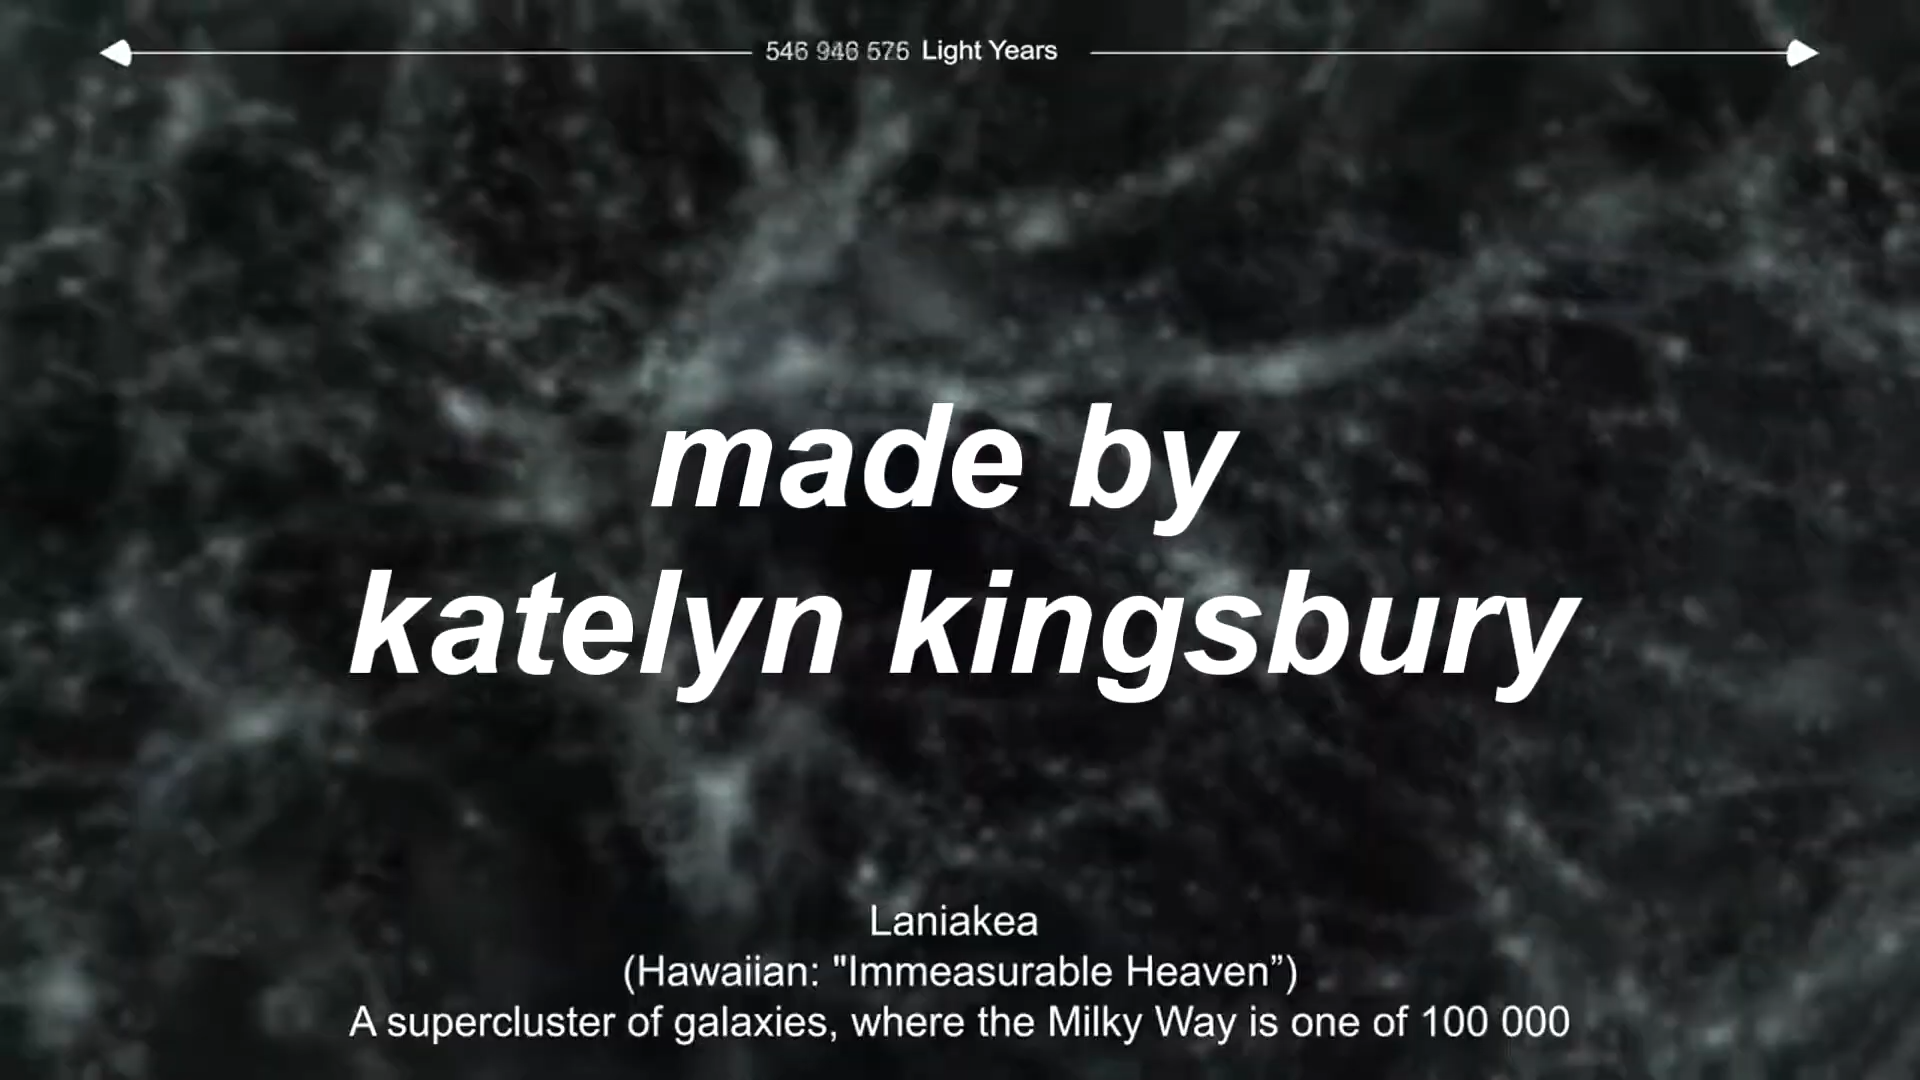 546 946 576 Light Years
made by
katelyn kingsbury
Laniakea
(Hawaiian: "Immeasurable Heaven”)
A supercluster of galaxies, where the Milky Way is one of 100 000